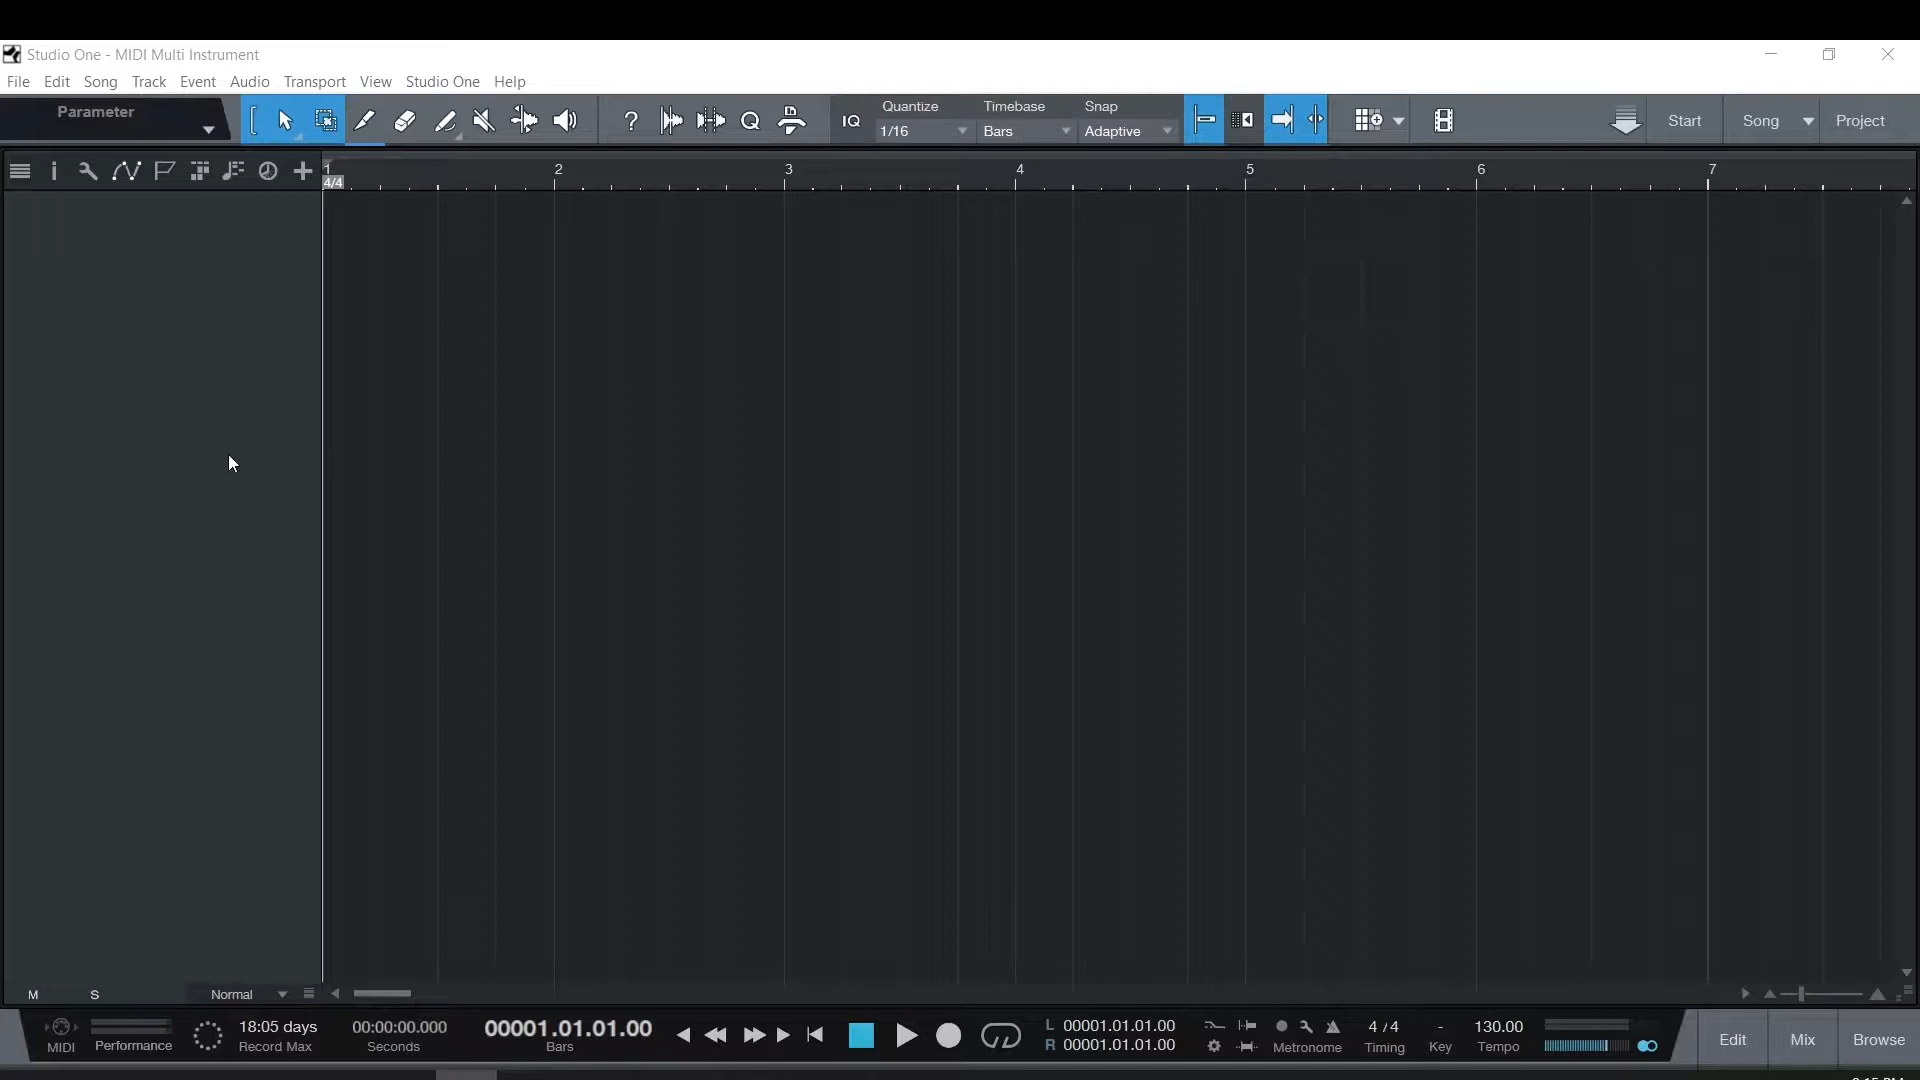 Studio One - MIDI Multi Instrument
File Edit Song Track Event Audio Transport View Studio One Help
Parameter
? IQ
Quantize Timebase Snap
1/16 Bars Adaptive
Start Song Project
1 2 3 4 5 6 7
4/4
M S Normal
MIDI Performance
18:05 days
Record Max
00:00:00.000
Seconds
00001.01.01.00
Bars
L 00001.01.01.00
R 00001.01.01.00
Metronome
4 / 4
Timing
-
Key
130.00
Tempo
Edit Mix Browse